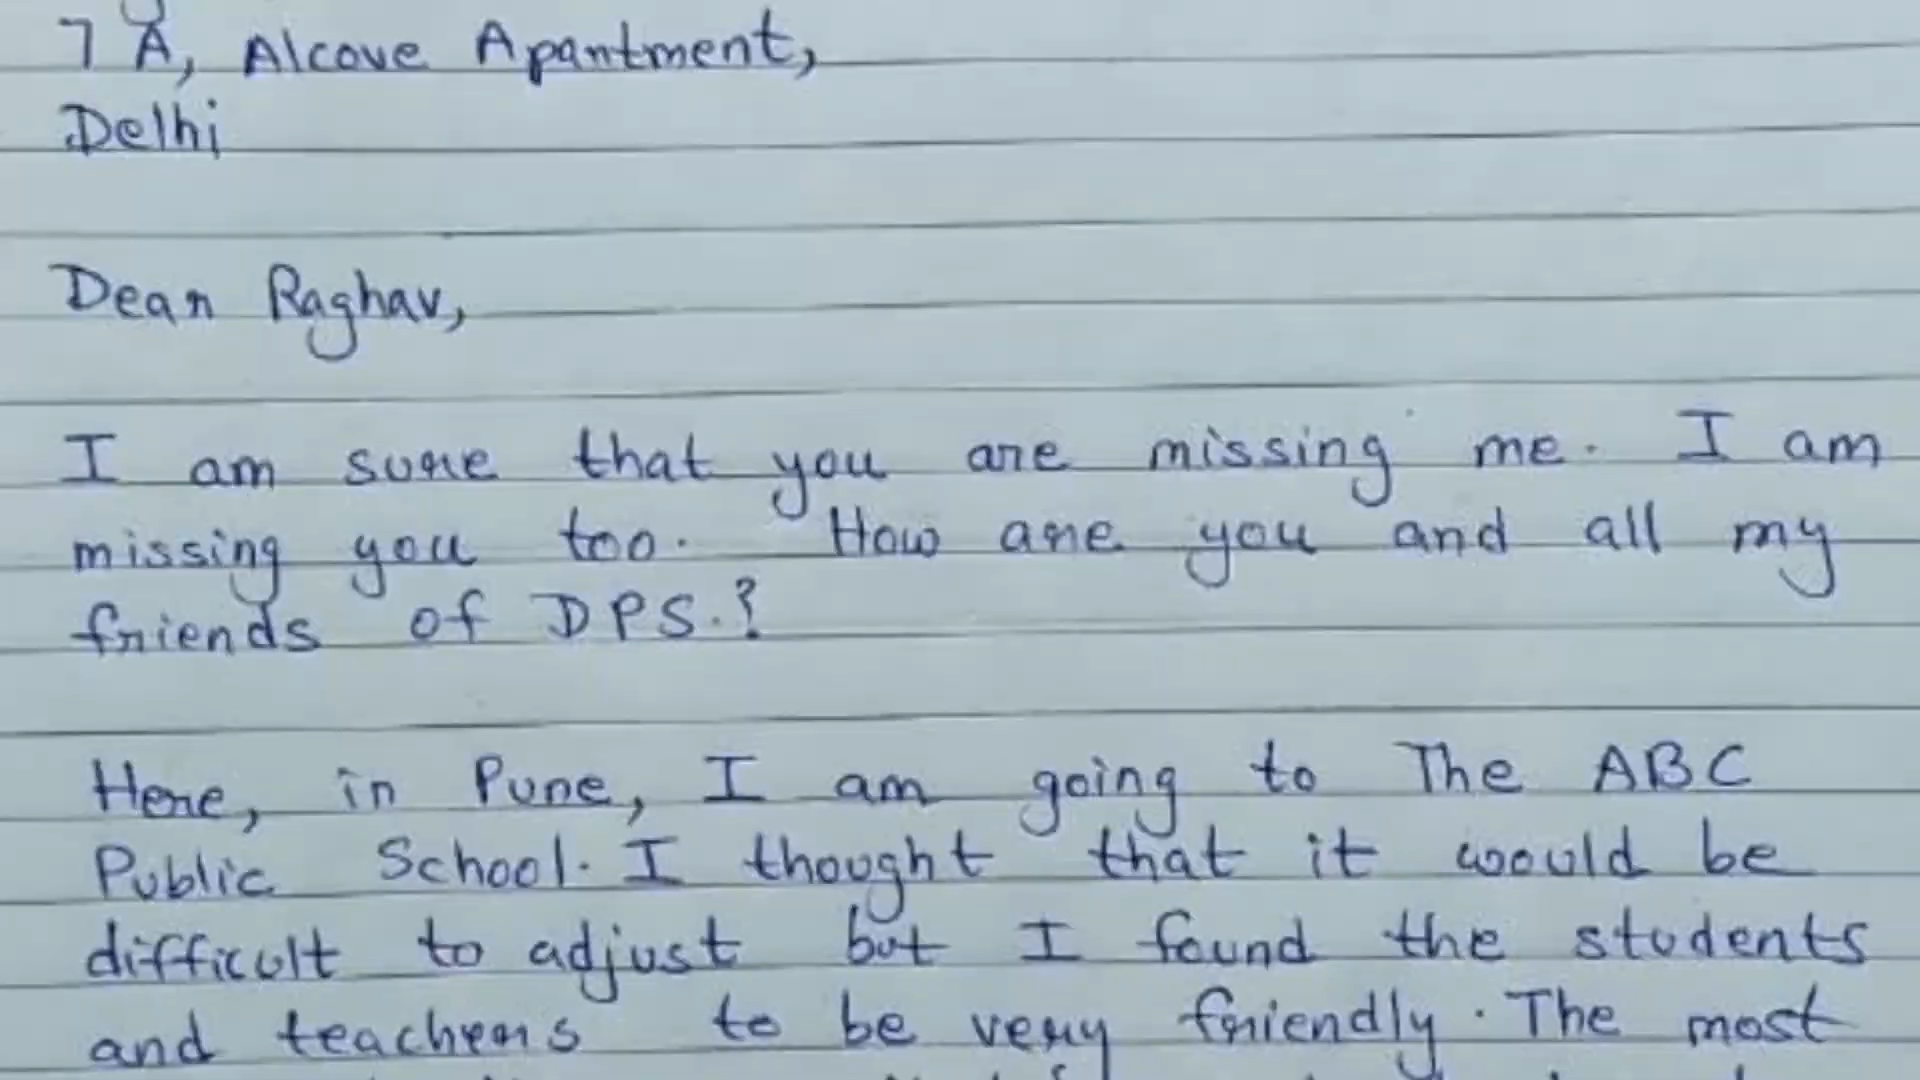 7 A, Alcove Apartment,
Delhi
Dear Raghav,
I am sure that you are missing me. I am
missing you too. How are you and all my
friends of DPS.?
Here, in Pune, I am going to The ABC
Public School. I thought that it would be
difficult to adjust but I found the students
and teachers to be very friendly. The most